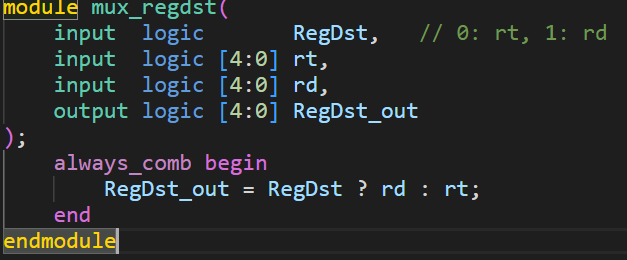 module mux_regdst(
    input  logic       RegDst,   // 0: rt, 1: rd
    input  logic [4:0] rt,
    input  logic [4:0] rd,
    output logic [4:0] RegDst_out
);
    always_comb begin
        RegDst_out = RegDst ? rd : rt;
    end
endmodule